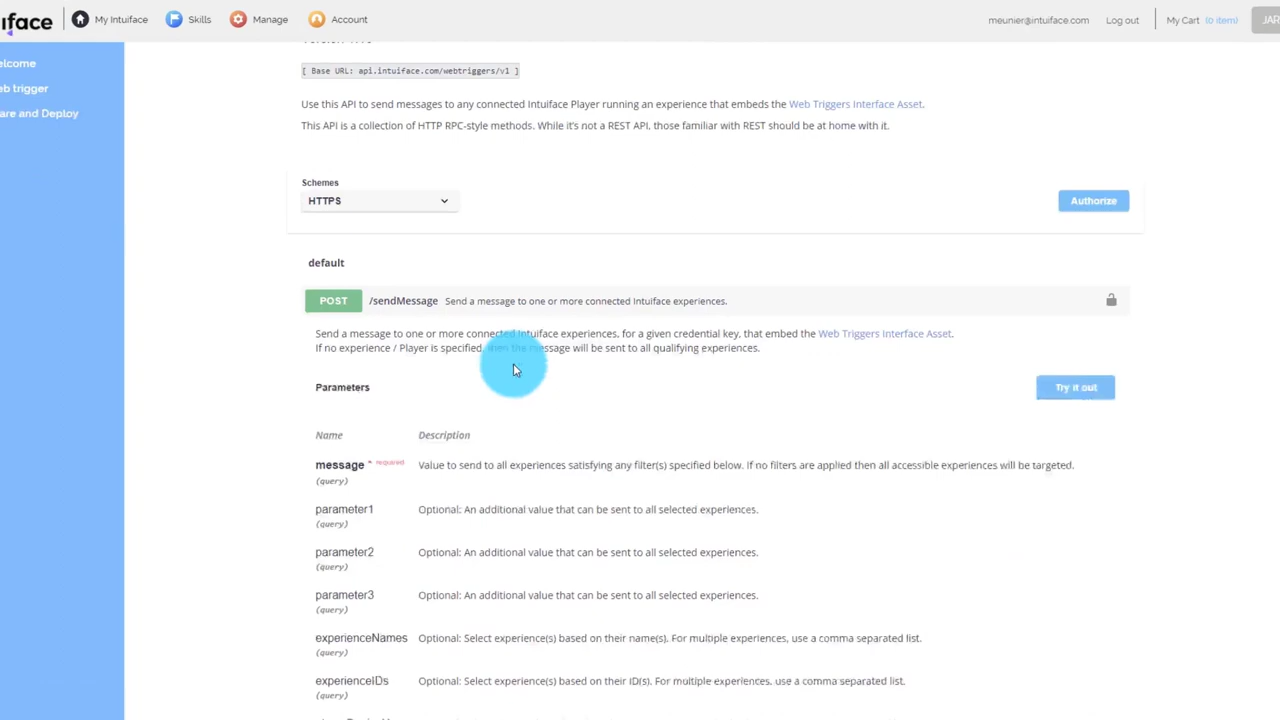 iface
My Intuiface
Skills
Manage
Account
meunier@intuiface.com
Log out
My Cart (0 item)
JAR
elcome
eb trigger
are and Deploy
[ Base URL: api.intuiface.com/webtriggers/v1 ]
Use this API to send messages to any connected Intuiface Player running an experience that embeds the Web Triggers Interface Asset.
This API is a collection of HTTP RPC-style methods. While it's not a REST API, those familiar with REST should be at home with it.
Schemes
HTTPS
Authorize
default
POST /sendMessage Send a message to one or more connected Intuiface experiences.
Send a message to one or more connected Intuiface experiences, for a given credential key, that embed the Web Triggers Interface Asset.
If no experience / Player is specified, then the message will be sent to all qualifying experiences.
Parameters
Try it out
Name Description
message * required Value to send to all experiences satisfying any filter(s) specified below. If no filters are applied then all accessible experiences will be targeted.
(query)
parameter1 Optional: An additional value that can be sent to all selected experiences.
(query)
parameter2 Optional: An additional value that can be sent to all selected experiences.
(query)
parameter3 Optional: An additional value that can be sent to all selected experiences.
(query)
experienceNames Optional: Select experience(s) based on their name(s). For multiple experiences, use a comma separated list.
(query)
experienceIDs Optional: Select experience(s) based on their ID(s). For multiple experiences, use a comma separated list.
(query)